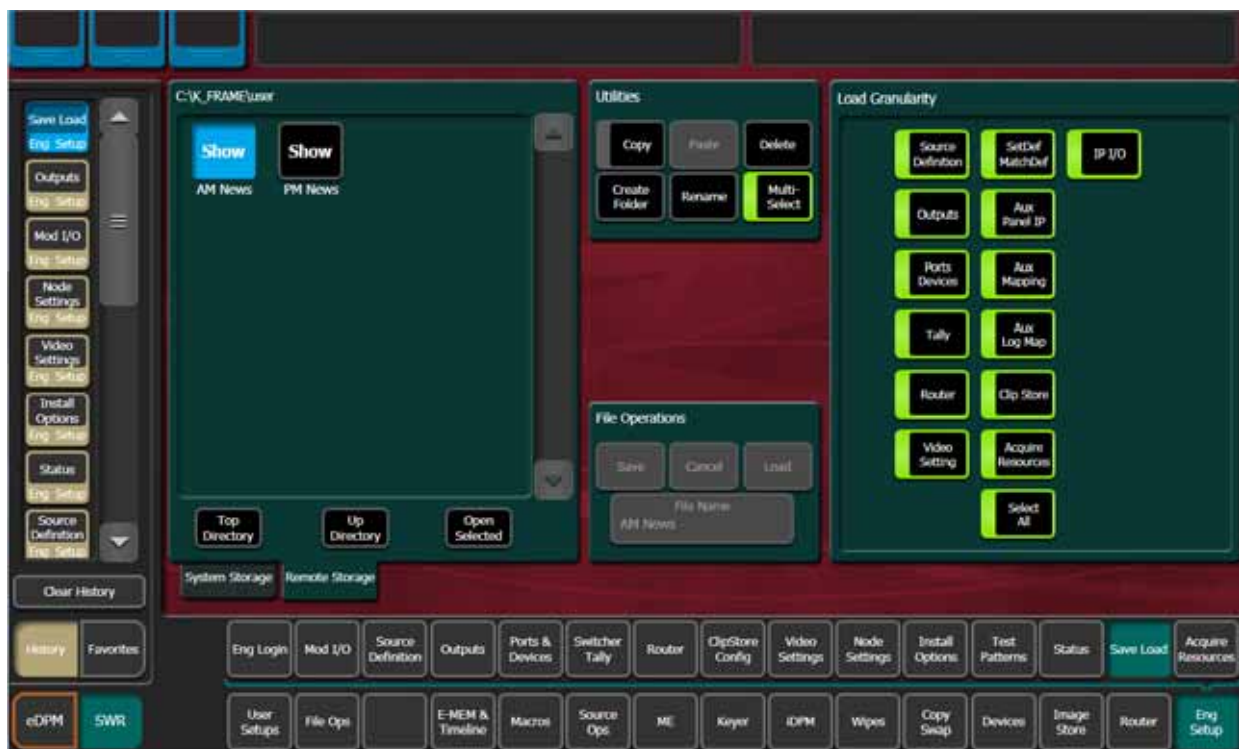 Save Load
Eng Setup
Outputs
Eng Setup
Mod I/O
Eng Setup
Node
Settings
Eng Setup
Video
Settings
Eng Setup
Install
Options
Eng Setup
Status
Eng Setup
Source
Definition
Eng Setup
Clear History
History
Favorites
eDPM
SWR
C:\K_FRAME\user
Show
AM News
Show
PM News
Top
Directory
Up
Directory
Open
Selected
System Storage
Remote Storage
Utilities
Copy
Paste
Delete
Create
Folder
Rename
Multi-
Select
File Operations
Save
Cancel
Load
File Name
AM News
Load Granularity
Source
Definition
SetDef
MatchDef
IP I/O
Outputs
Aux
Panel IP
Ports
Devices
Aux
Mapping
Tally
Aux
Log Map
Router
Clip Store
Video
Setting
Acquire
Resources
Select
All
Eng Login
Mod I/O
Source
Definition
Outputs
Ports &
Devices
Switcher
Tally
Router
ClipStore
Config
Video
Settings
Node
Settings
Install
Options
Test
Patterns
Status
Save Load
Acquire
Resources
User
Setups
File Ops
E-MEM &
Timeline
Macros
Source
Ops
ME
Keyer
iDPM
Wipes
Copy
Swap
Devices
Image
Store
Router
Eng
Setup